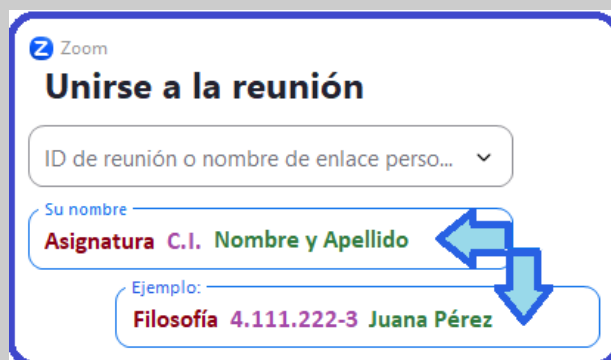 Zoom
Unirse a la reunión
ID de reunión o nombre de enlace perso...
Su nombre
Asignatura C.I. Nombre y Apellido
Ejemplo:
Filosofía 4.111.222-3 Juana Pérez